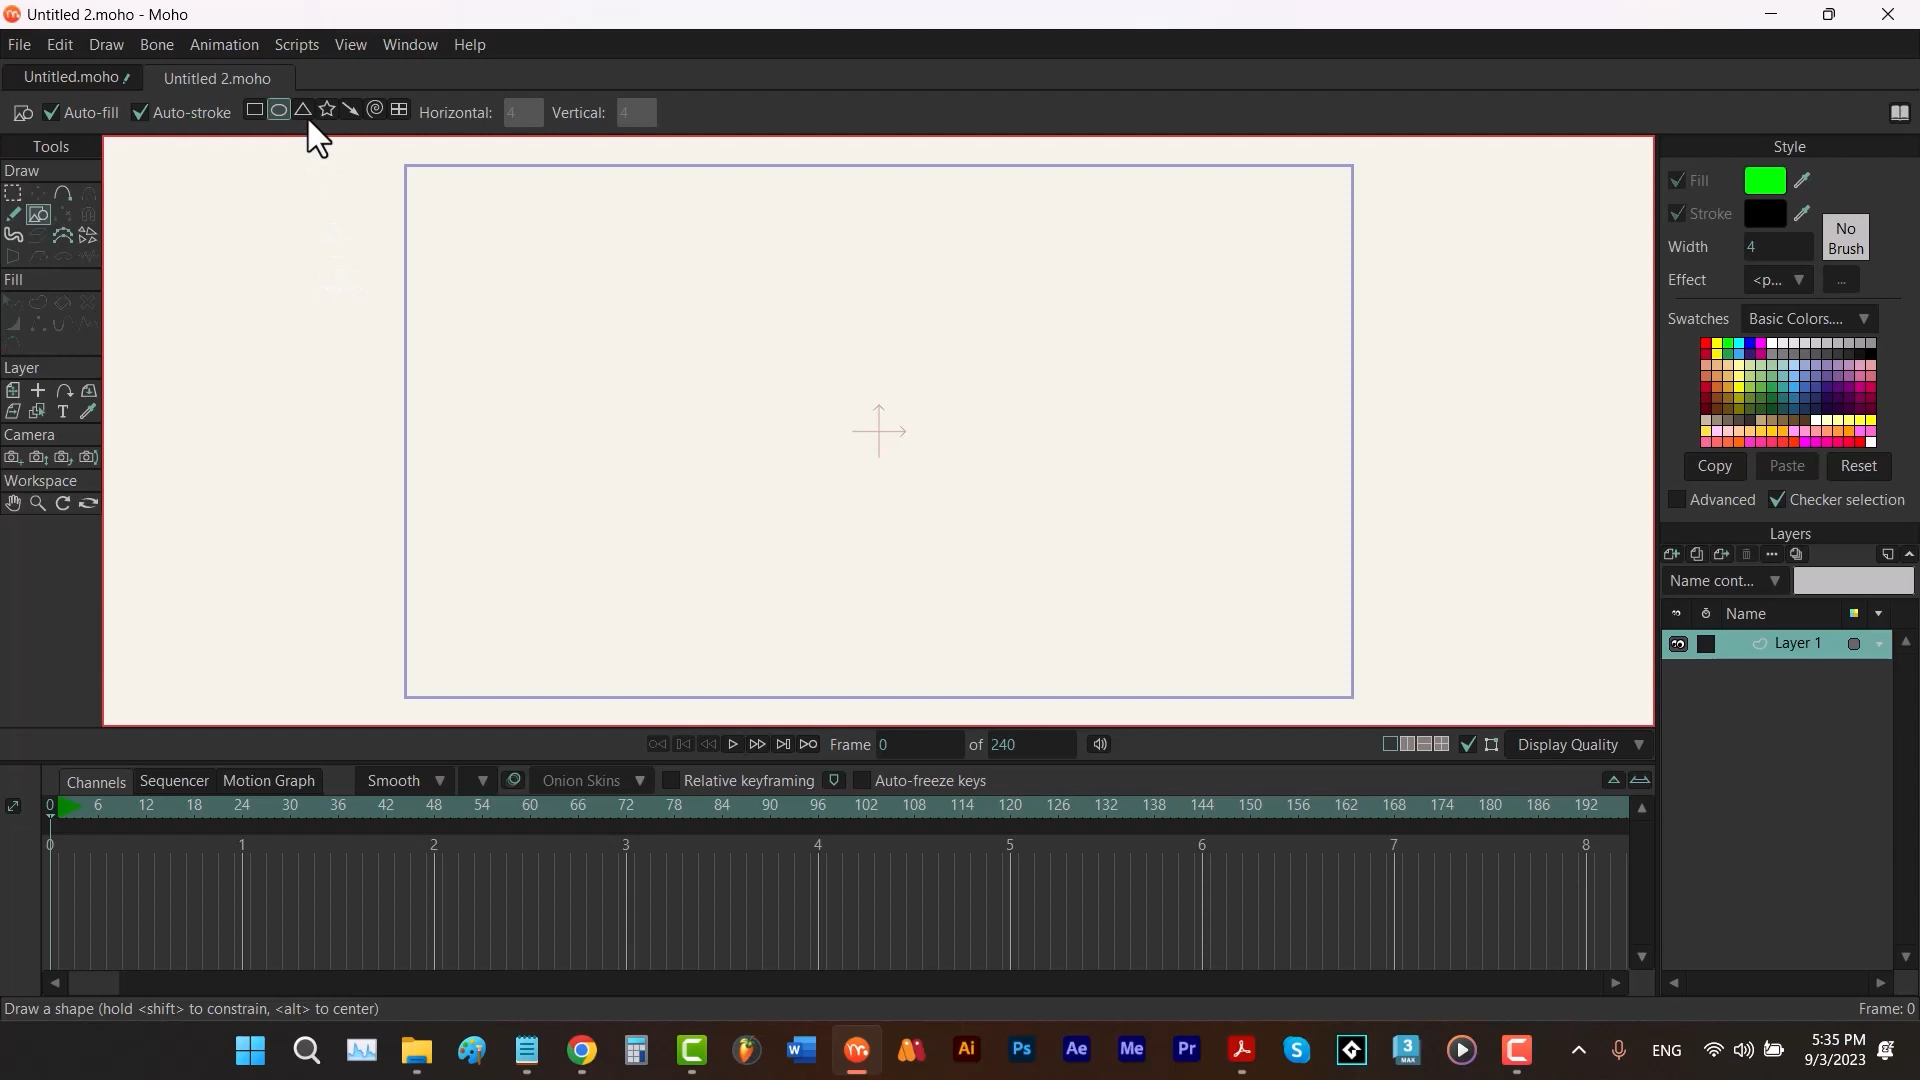 Untitled 2.moho - Moho
File Edit Draw Bone Animation Scripts View Window Help
Untitled.moho Untitled 2.moho
Auto-fill Auto-stroke Horizontal: 4 Vertical: 4
Tools
Draw
Fill
Layer
T
Camera
Workspace
Style
Fill
Stroke
No
Brush
Width 4
Effect <p... ...
Swatches Basic Colors....
Copy Paste Reset
Advanced Checker selection
Layers
Name cont...
Name
Layer 1
Frame 0 of 240 Display Quality
Channels Sequencer Motion Graph Smooth Onion Skins Relative keyframing Auto-freeze keys
0 6 12 18 24 30 36 42 48 54 60 66 72 78 84 90 96 102 108 114 120 126 132 138 144 150 156 162 168 174 180 186 192
0 1 2 3 4 5 6 7 8
Draw a shape (hold <shift> to constrain, <alt> to center) Frame: 0
Ai Ps Ae Me Pr 3 MAX ENG 5:35 PM
9/3/2023